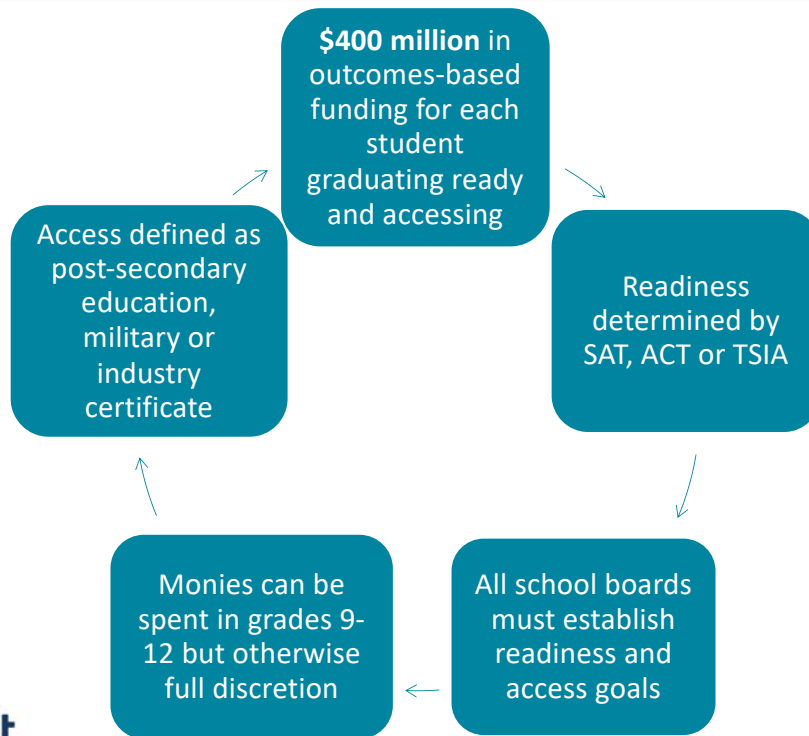 $400 million in
outcomes-based
funding for each
student
graduating ready
and accessing
Readiness
determined by
SAT, ACT or TSIA
All school boards
must establish
readiness and
access goals
Monies can be
spent in grades 9-
12 but otherwise
full discretion
Access defined as
post-secondary
education,
military or
industry
certificate